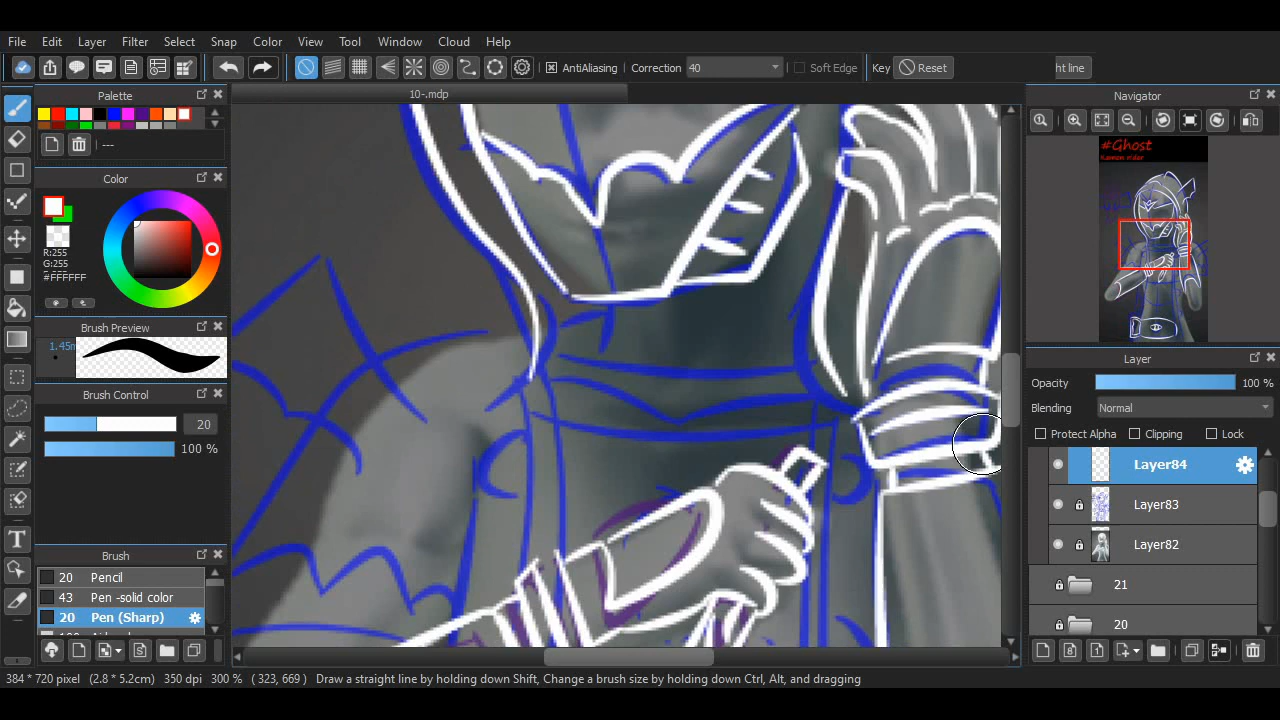 File Edit Layer Filter Select Snap Color View Tool Window Cloud Help
AntiAliasing Correction 40 Soft Edge Key Reset ht line
Palette
10-.mdp
Navigator
---
#Ghost
Kamen rider
Color
R:255
G:255
#FFFFFF
Brush Preview
1.45m
Brush Control
20
100 %
Layer
Opacity 100 %
Blending Normal
Protect Alpha Clipping Lock
Layer84
Layer83
Layer82
21
20
Brush
20 Pencil
43 Pen -solid color
20 Pen (Sharp)
384 * 720 pixel (2.8 * 5.2cm) 350 dpi 300 % ( 323, 669 ) Draw a straight line by holding down Shift, Change a brush size by holding down Ctrl, Alt, and dragging